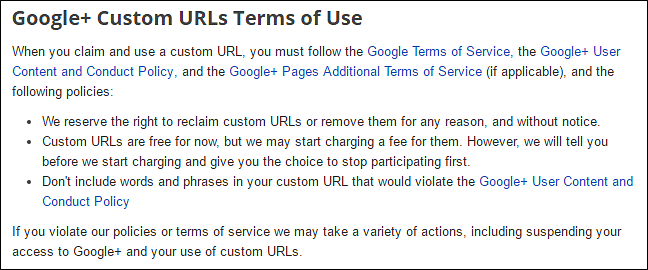 Google+ Custom URLs Terms of Use
When you claim and use a custom URL, you must follow the Google Terms of Service, the Google+ User
Content and Conduct Policy, and the Google+ Pages Additional Terms of Service (if applicable), and the
following policies:
• We reserve the right to reclaim custom URLs or remove them for any reason, and without notice.
• Custom URLs are free for now, but we may start charging a fee for them. However, we will tell you
before we start charging and give you the choice to stop participating first.
• Don't include words and phrases in your custom URL that would violate the Google+ User Content and
Conduct Policy
If you violate our policies or terms of service we may take a variety of actions, including suspending your
access to Google+ and your use of custom URLs.